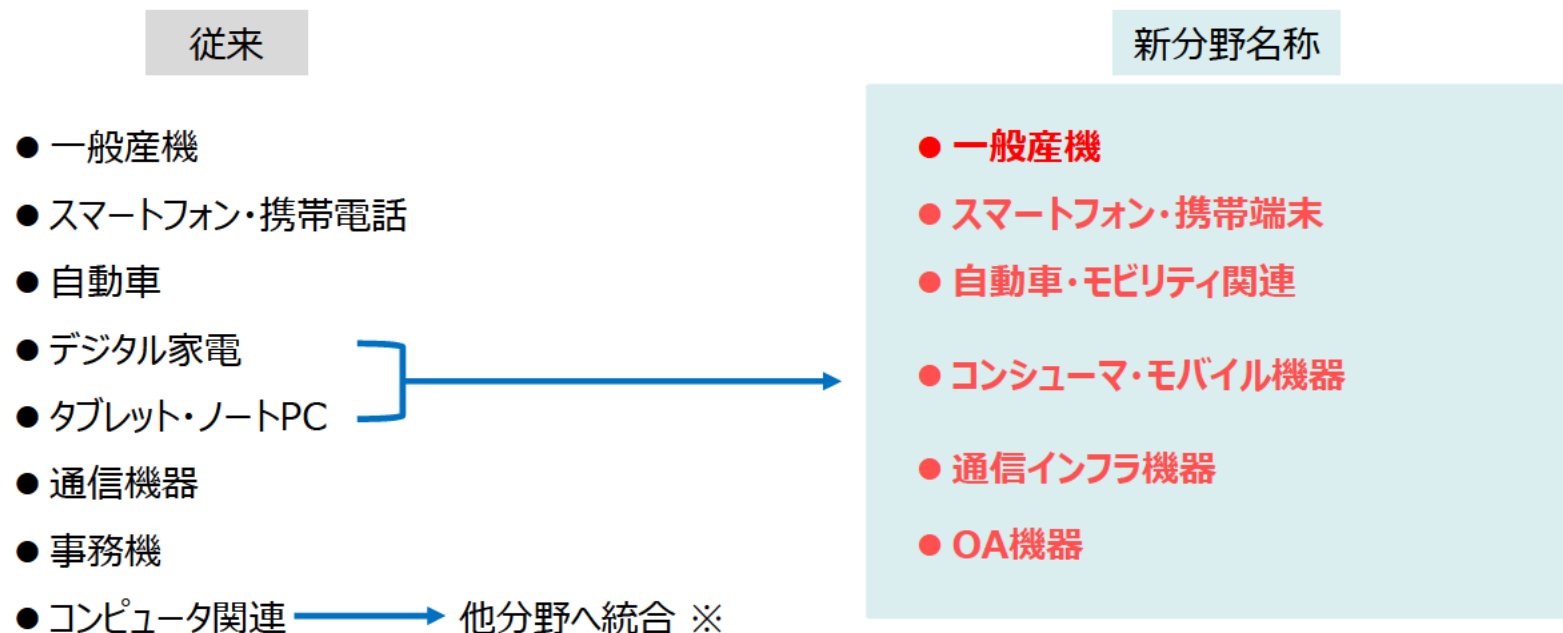 従来
● 一般産機
● スマートフォン・携帯電話
● 自動車
● デジタル家電
● タブレット・ノートPC
● 通信機器
● 事務機
● コンピュータ関連
他分野へ統合 ※
新分野名称
● 一般産機
● スマートフォン・携帯端末
● 自動車・モビリティ関連
● コンシューマ・モバイル機器
● 通信インフラ機器
● OA機器